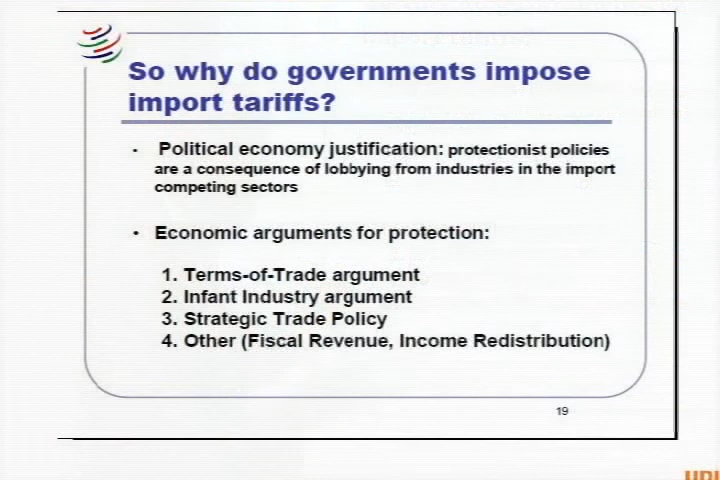 So why do governments impose
import tariffs?
• Political economy justification: protectionist policies
are a consequence of lobbying from industries in the import
competing sectors
• Economic arguments for protection:
1. Terms-of-Trade argument
2. Infant Industry argument
3. Strategic Trade Policy
4. Other (Fiscal Revenue, Income Redistribution)
19